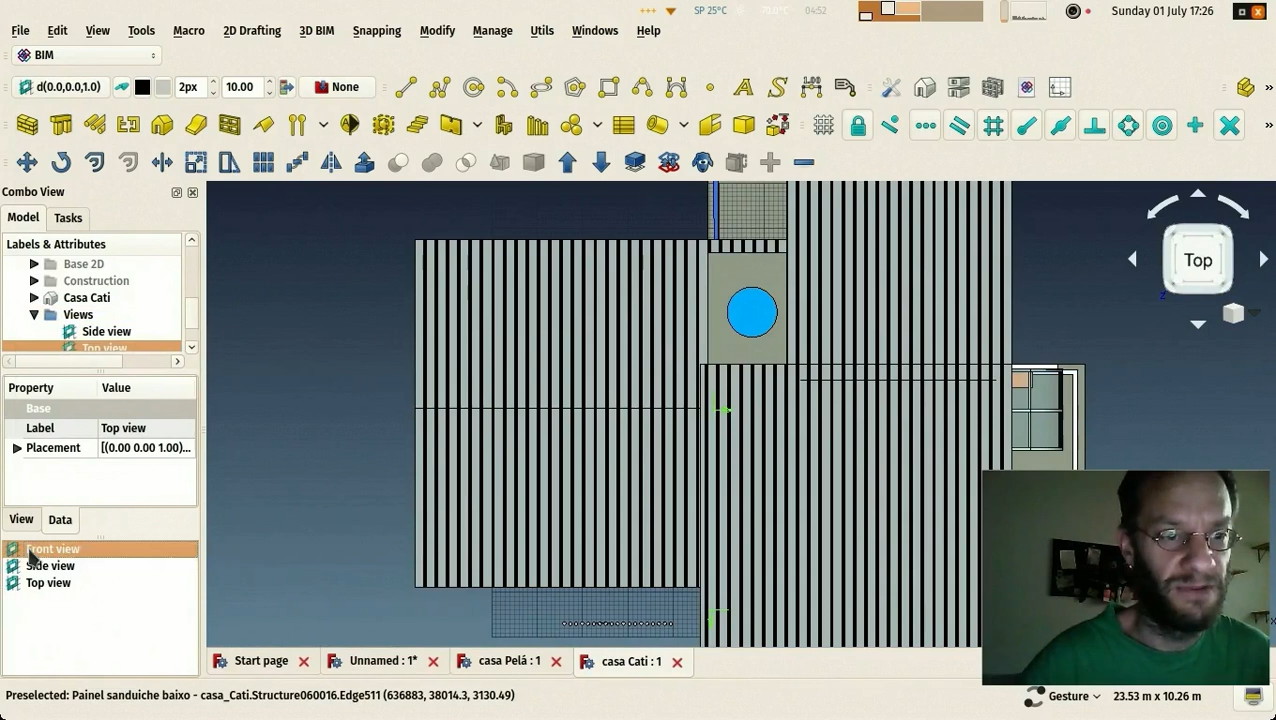 SP 25°C 70.0°C 04:52 Sunday 01 July 17:26
File Edit View Tools Macro 2D Drafting 3D BIM Snapping Modify Manage Utils Windows Help
BIM
d(0.0,0.0,1.0) 2px 10.00 None
Combo View
Model Tasks
Labels & Attributes
Base 2D
Construction
Casa Cati
Views
Side view
Top view
Property Value
Base
Label Top view
Placement [(0.00 0.00 1.00)...
View Data
Front view
Side view
Top view
Top
Z
Start page Unnamed : 1* casa Pelá : 1 casa Cati : 1
Preselected: Painel sanduiche baixo - casa_Cati.Structure060016.Edge511 (636883, 38014.3, 3130.49) Gesture 23.53 m x 10.26 m